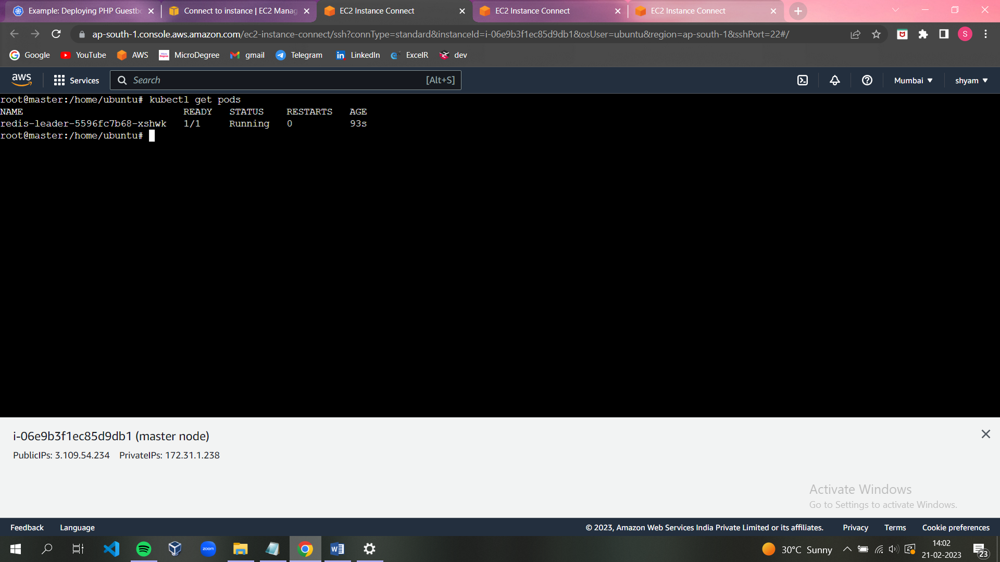 Example: Deploying PHP Guestbo
Connect to instance | EC2 Manag
EC2 Instance Connect
EC2 Instance Connect
EC2 Instance Connect
ap-south-1.console.aws.amazon.com/ec2-instance-connect/ssh?connType=standard&instanceId=i-06e9b3f1ec85d9db1&osUser=ubuntu&region=ap-south-1&sshPort=22#/
S
Google YouTube AWS MicroDegree gmail Telegram LinkedIn ExcelR dev
aws Services Search [Alt+S] Mumbai shyam
root@master:/home/ubuntu# kubectl get pods
NAME READY STATUS RESTARTS AGE
redis-leader-5596fc7b68-xshwk 1/1 Running 0 93s
root@master:/home/ubuntu#
i-06e9b3f1ec85d9db1 (master node)
PublicIPs: 3.109.54.234 PrivateIPs: 172.31.1.238
Activate Windows
Go to Settings to activate Windows.
Feedback Language © 2023, Amazon Web Services India Private Limited or its affiliates. Privacy Terms Cookie preferences
zoom
30°C Sunny
14:02
21-02-2023
23